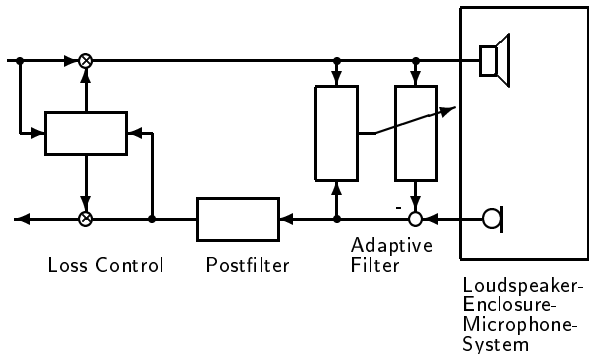 -
Loss Control
Postfilter
Adaptive
Filter
Loudspeaker-
Enclosure-
Microphone-
System